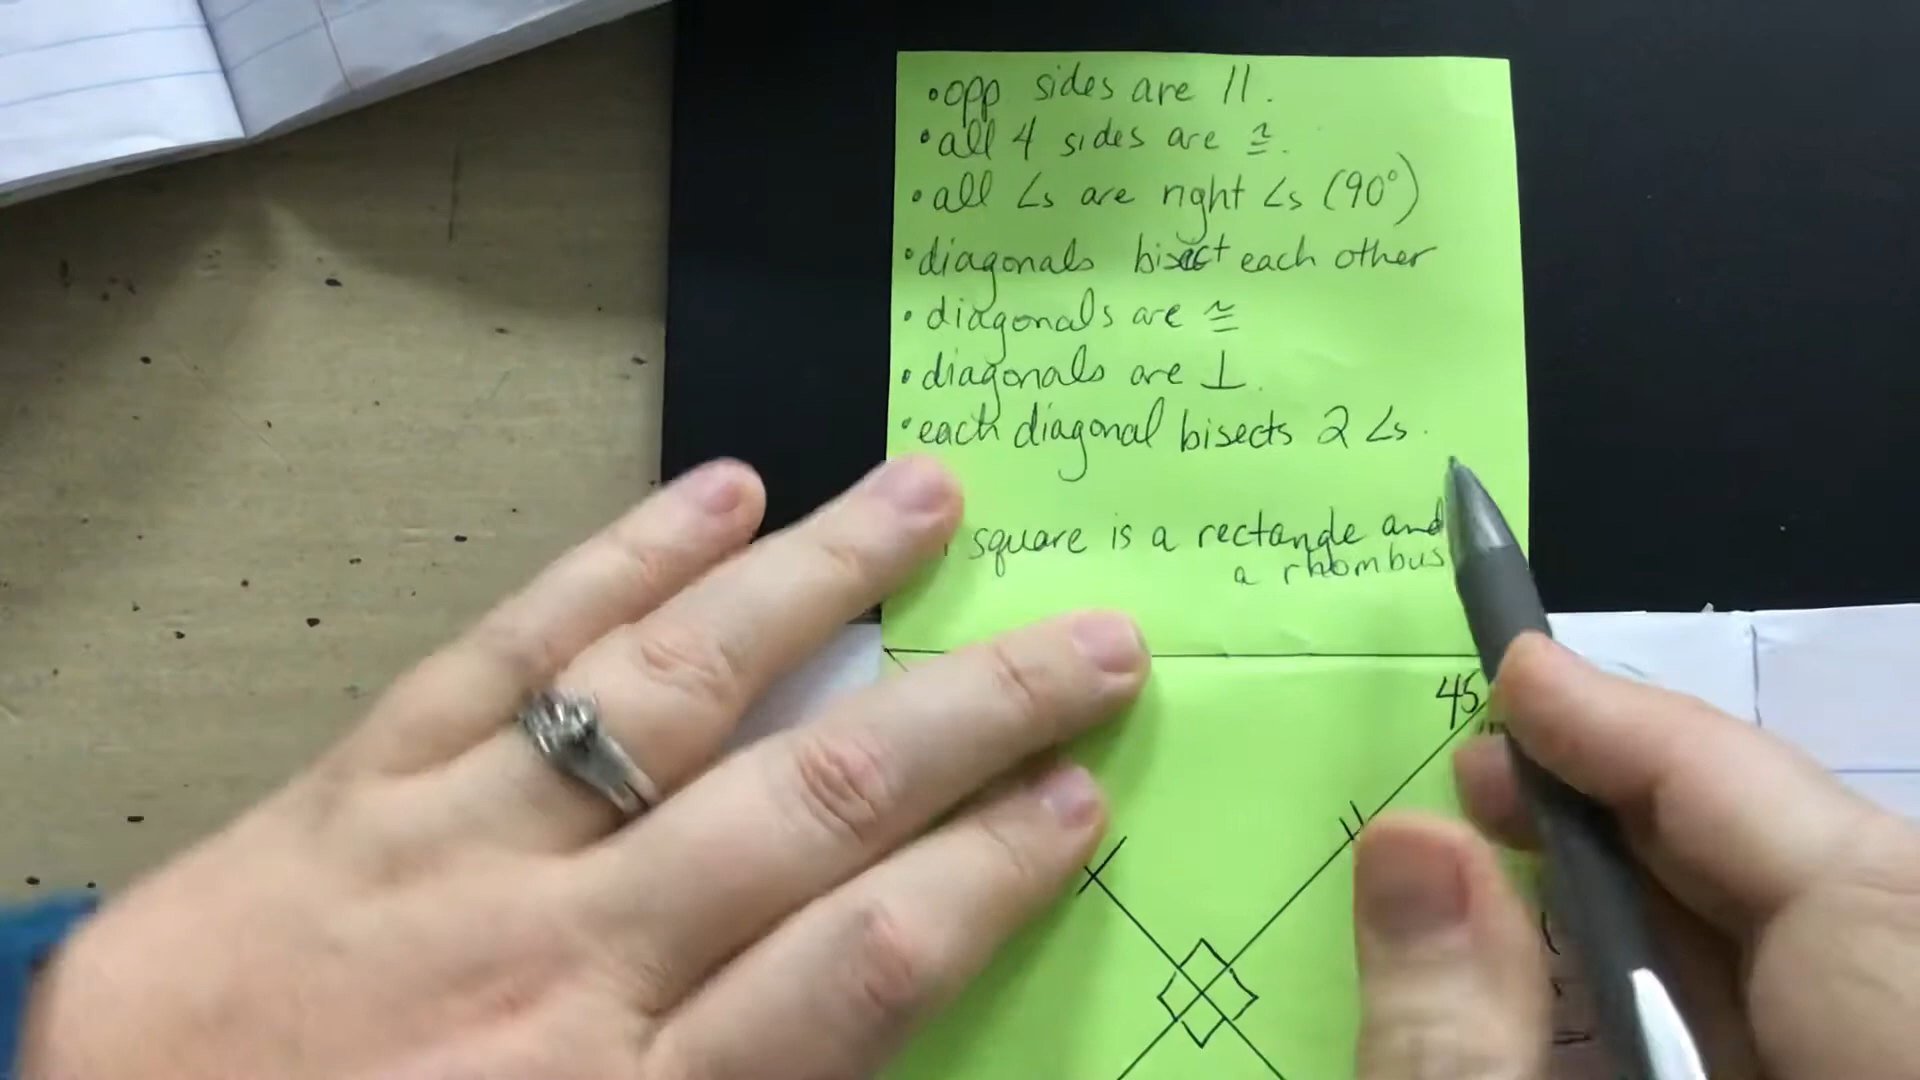 •opp sides are //.
•all 4 sides are ≅.
•all ∠s are right ∠s (90°)
•diagonals bisect each other
•diagonals are ≅
•diagonals are ⊥.
•each diagonal bisects 2 ∠s.
square is a rectangle and
a rhombus
45